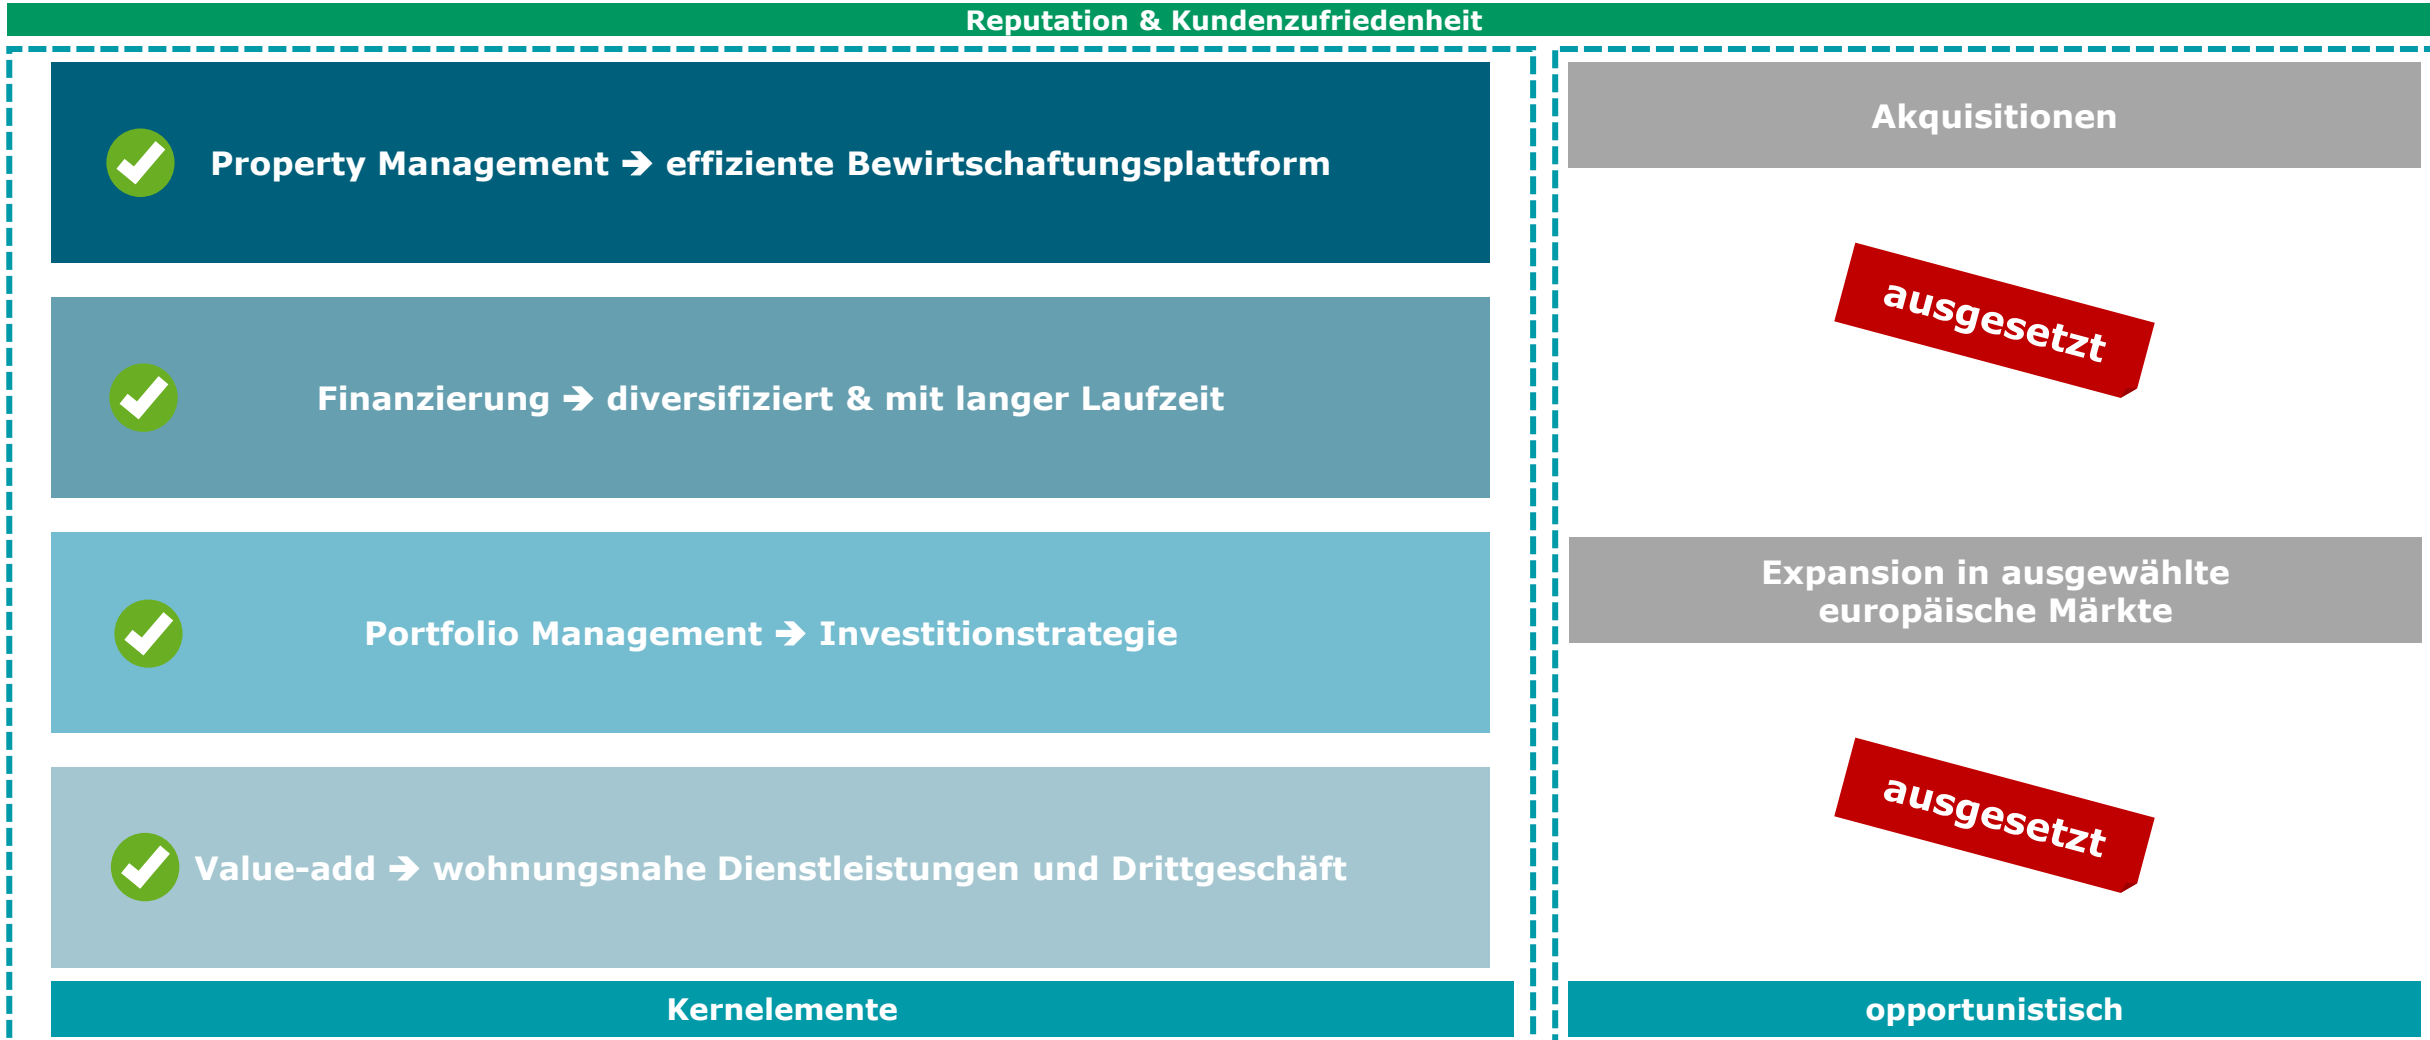 Reputation & Kundenzufriedenheit
Property Management ➔ effiziente Bewirtschaftungsplattform
Finanzierung ➔ diversifiziert & mit langer Laufzeit
Portfolio Management ➔ Investitionstrategie
Value-add ➔ wohnungsnahe Dienstleistungen und Drittgeschäft
Kernelemente
Akquisitionen
ausgesetzt
Expansion in ausgewählte
europäische Märkte
ausgesetzt
opportunistisch